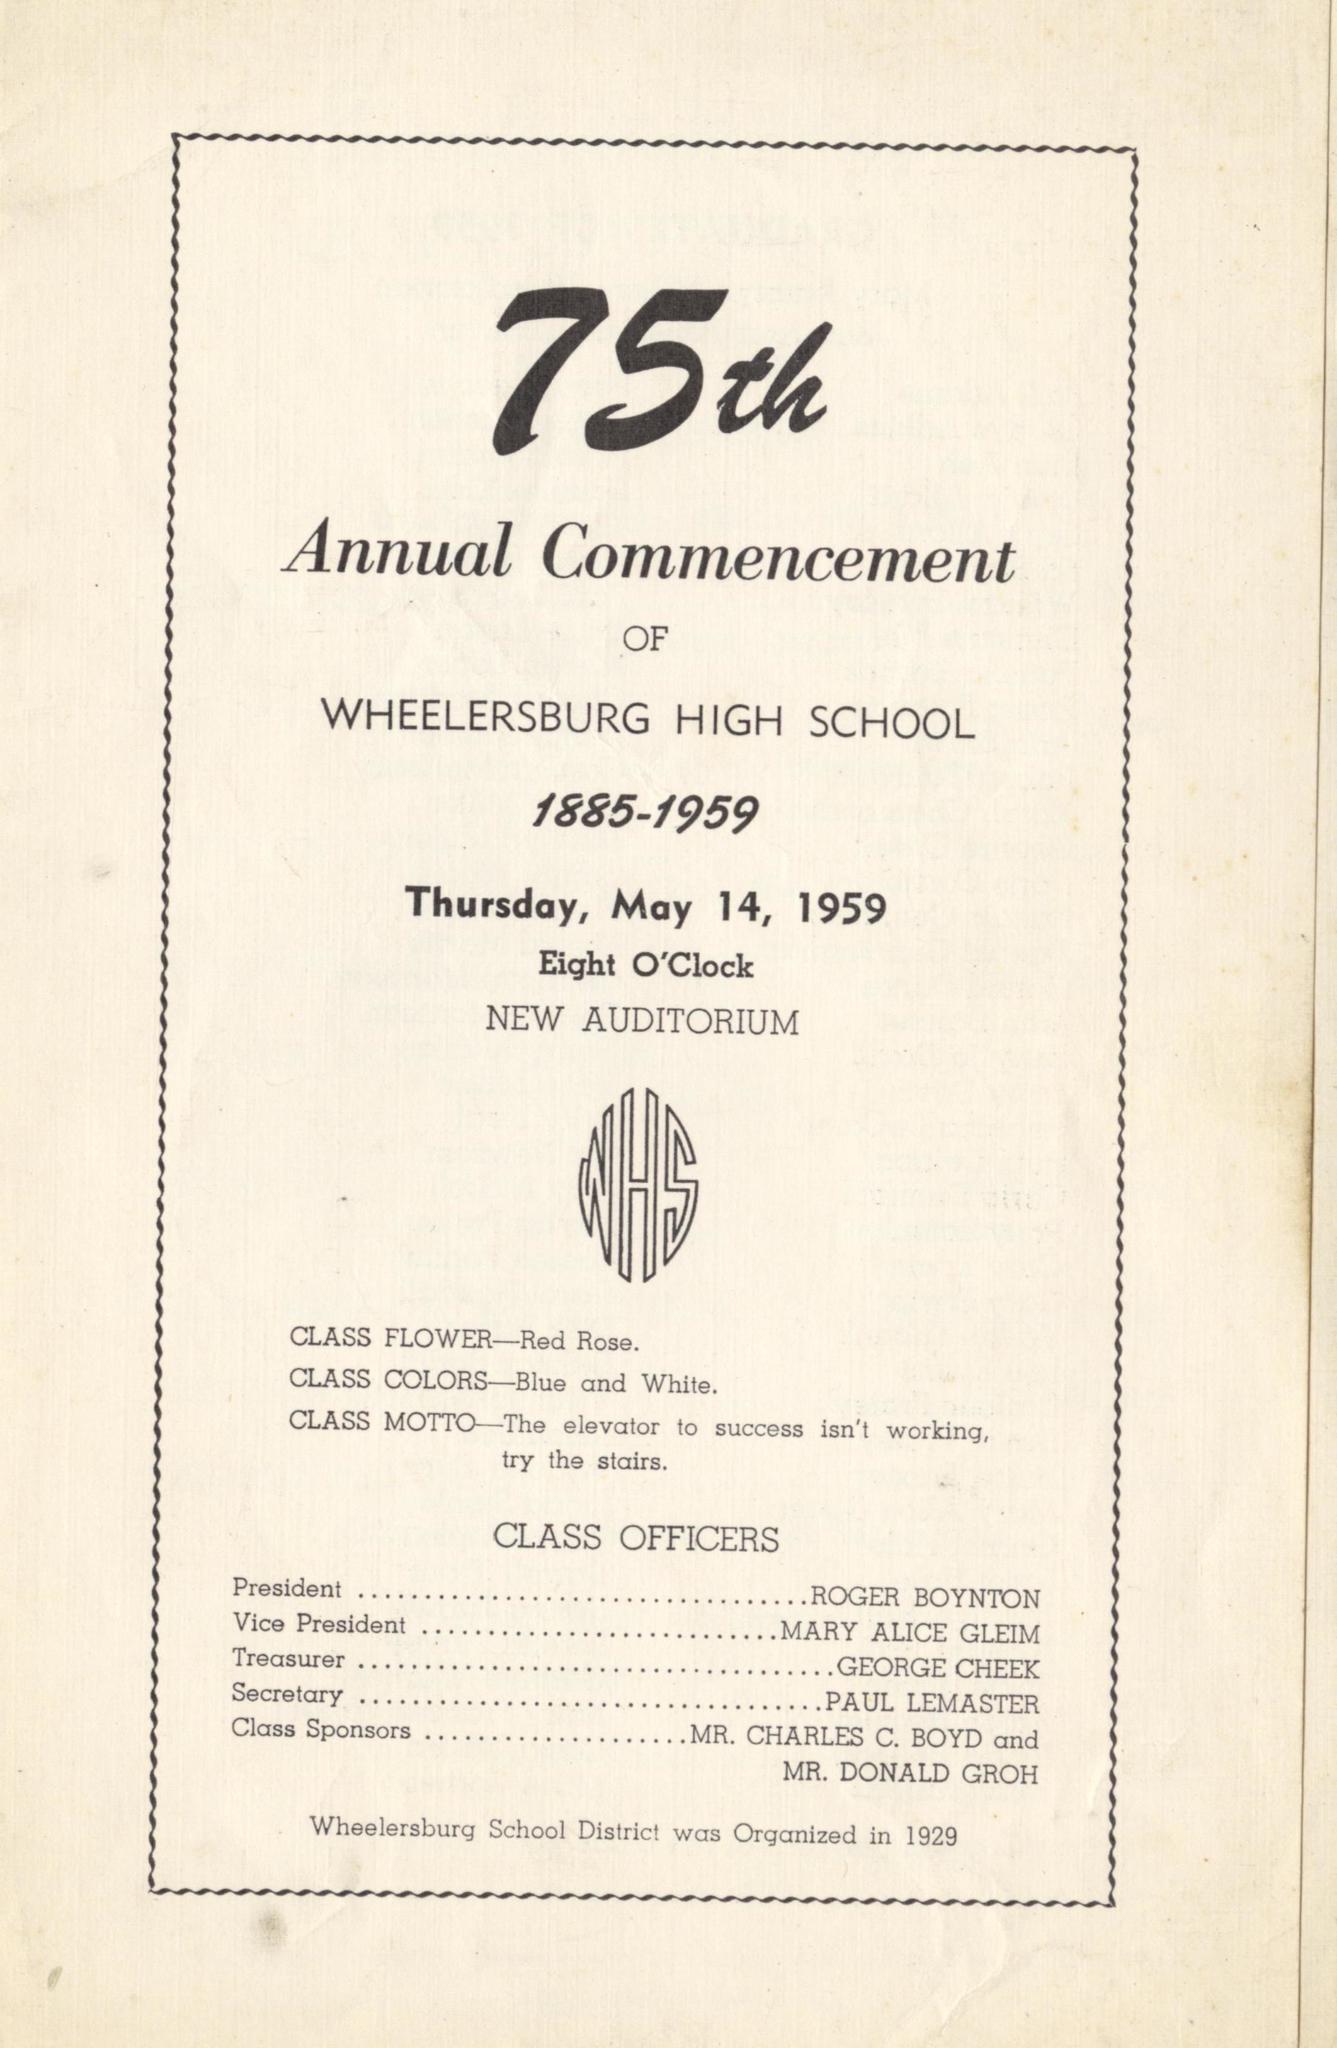 75th
Annual Commencement
OF
WHEELERSBURG HIGH SCHOOL
1885-1959
Thursday, May 14, 1959
Eight O'Clock
NEW AUDITORIUM
WHS
CLASS FLOWER—Red Rose.
CLASS COLORS—Blue and White.
CLASS MOTTO—The elevator to success isn't working,
try the stairs.
CLASS OFFICERS
President ..................................ROGER BOYNTON
Vice President ...........................MARY ALICE GLEIM
Treasurer ....................................GEORGE CHEEK
Secretary ...................................PAUL LEMASTER
Class Sponsors ....................MR. CHARLES C. BOYD and
MR. DONALD GROH
Wheelersburg School District was Organized in 1929